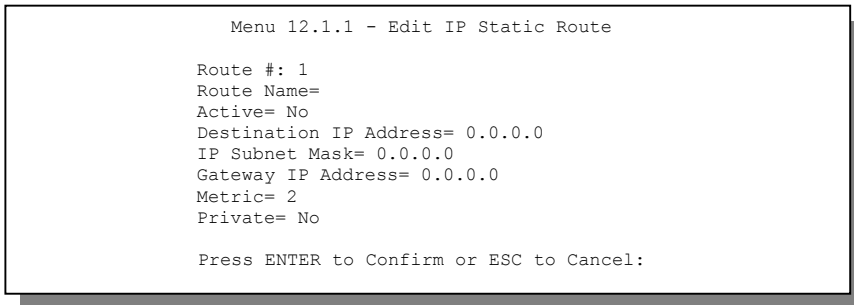 Menu 12.1.1 - Edit IP Static Route
Route #: 1
Route Name=
Active= No
Destination IP Address= 0.0.0.0
IP Subnet Mask= 0.0.0.0
Gateway IP Address= 0.0.0.0
Metric= 2
Private= No
Press ENTER to Confirm or ESC to Cancel: